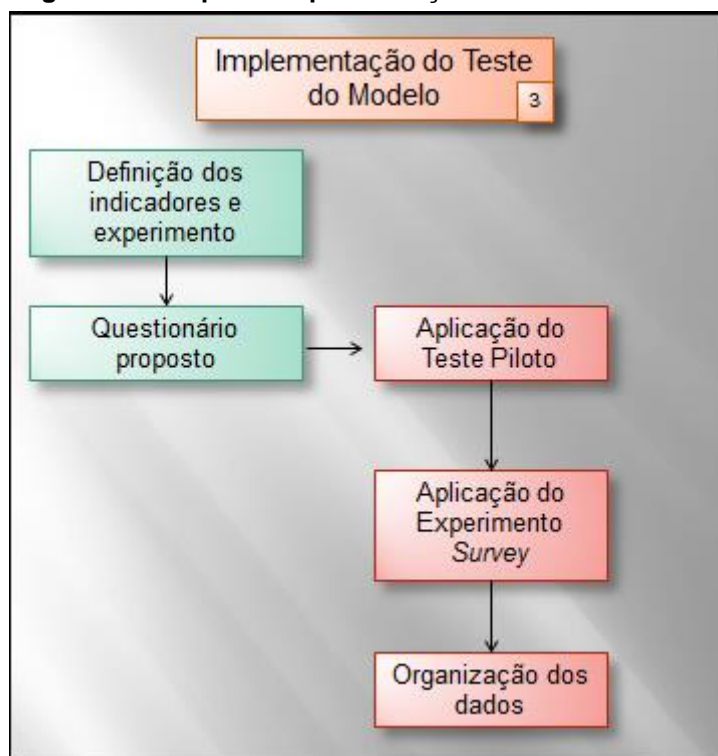 Implementação do Teste
do Modelo
3
Definição dos
indicadores e
experimento
Questionário
proposto
Aplicação do
Teste Piloto
Aplicação do
Experimento
Survey
Organização dos
dados